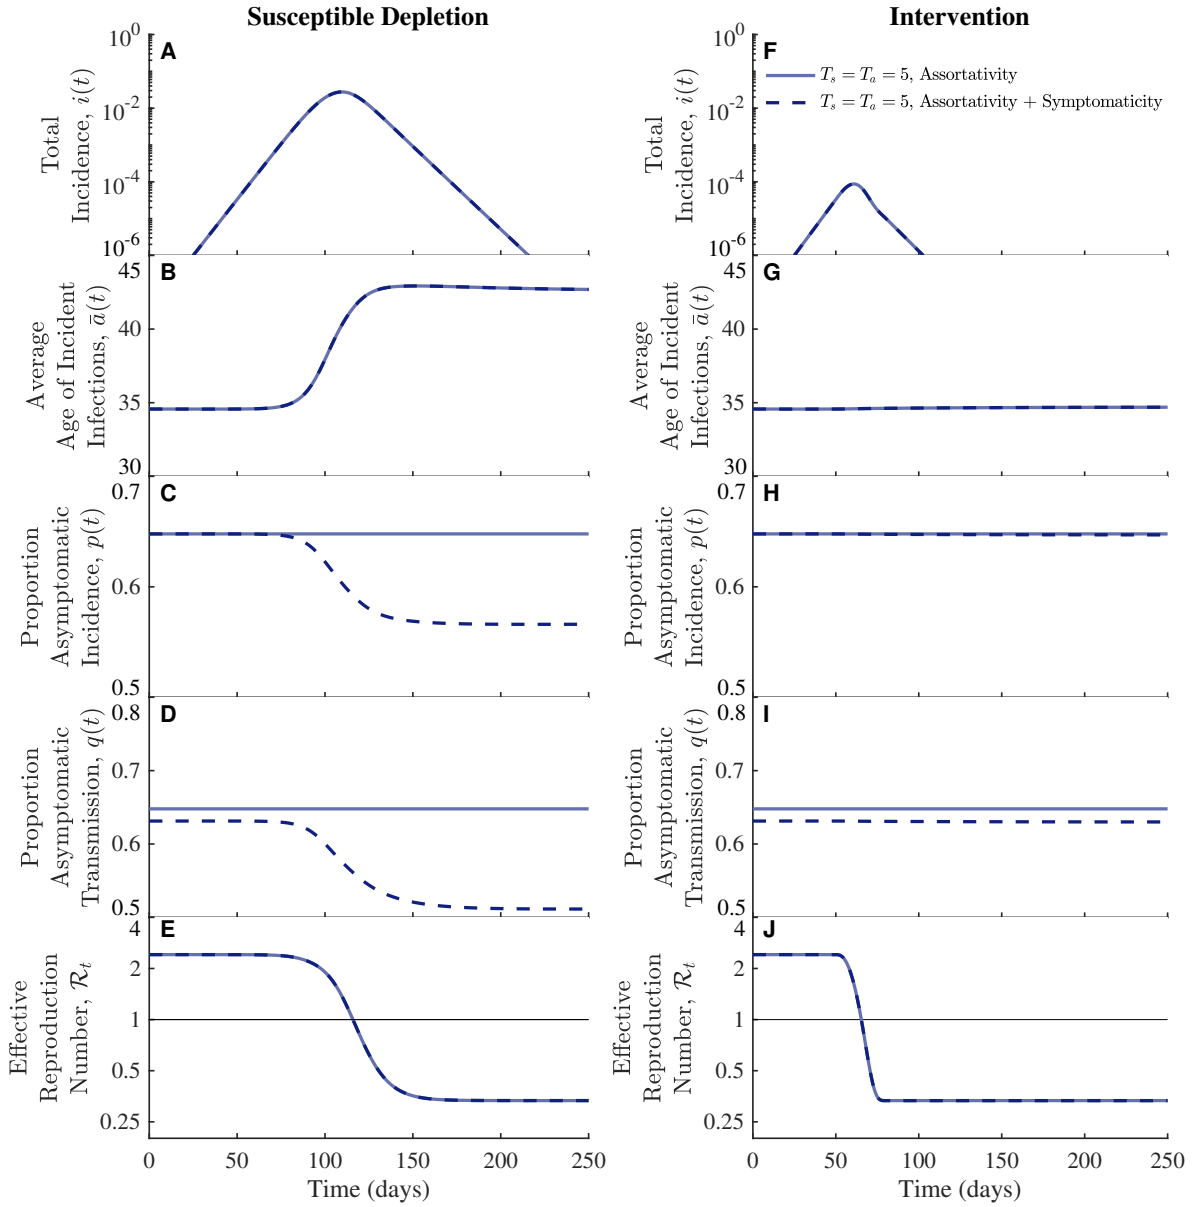 Susceptible Depletion
A
10^0
10^-2
10^-4
10^-6
Total
Incidence, i(t)
B
45
40
35
30
Average
Age of Incident
Infections, ā(t)
C
0.7
0.6
0.5
Proportion
Asymptomatic
Incidence, p(t)
D
0.8
0.7
0.6
0.5
Proportion
Asymptomatic
Transmission, q(t)
E
4
2
1
0.5
0.25
Effective
Reproduction
Number, ℛ_t
0 50 100 150 200 250
Time (days)
Intervention
F
T_s = T_a = 5, Assortativity
T_s = T_a = 5, Assortativity + Symptomaticity
10^0
10^-2
10^-4
10^-6
Total
Incidence, i(t)
G
45
40
35
30
Average
Age of Incident
Infections, ā(t)
H
0.7
0.6
0.5
Proportion
Asymptomatic
Incidence, p(t)
I
0.8
0.7
0.6
0.5
Proportion
Asymptomatic
Transmission, q(t)
J
4
2
1
0.5
0.25
Effective
Reproduction
Number, ℛ_t
0 50 100 150 200 250
Time (days)